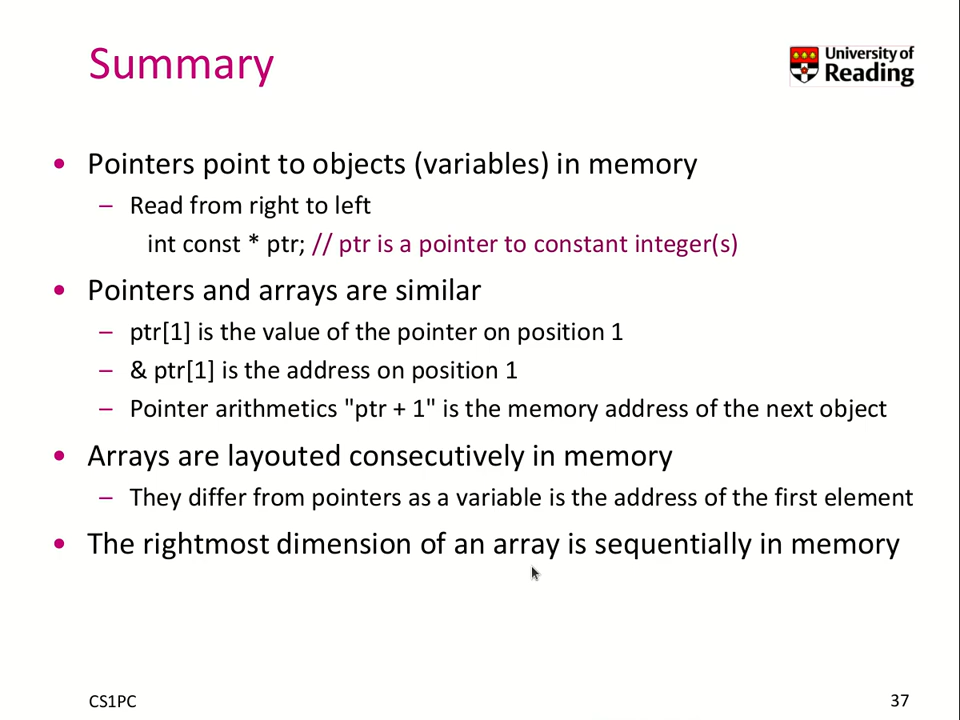 Summary
University of
Reading
• Pointers point to objects (variables) in memory
– Read from right to left
int const * ptr; // ptr is a pointer to constant integer(s)
• Pointers and arrays are similar
– ptr[1] is the value of the pointer on position 1
– & ptr[1] is the address on position 1
– Pointer arithmetics "ptr + 1" is the memory address of the next object
• Arrays are layouted consecutively in memory
– They differ from pointers as a variable is the address of the first element
• The rightmost dimension of an array is sequentially in memory
CS1PC
37